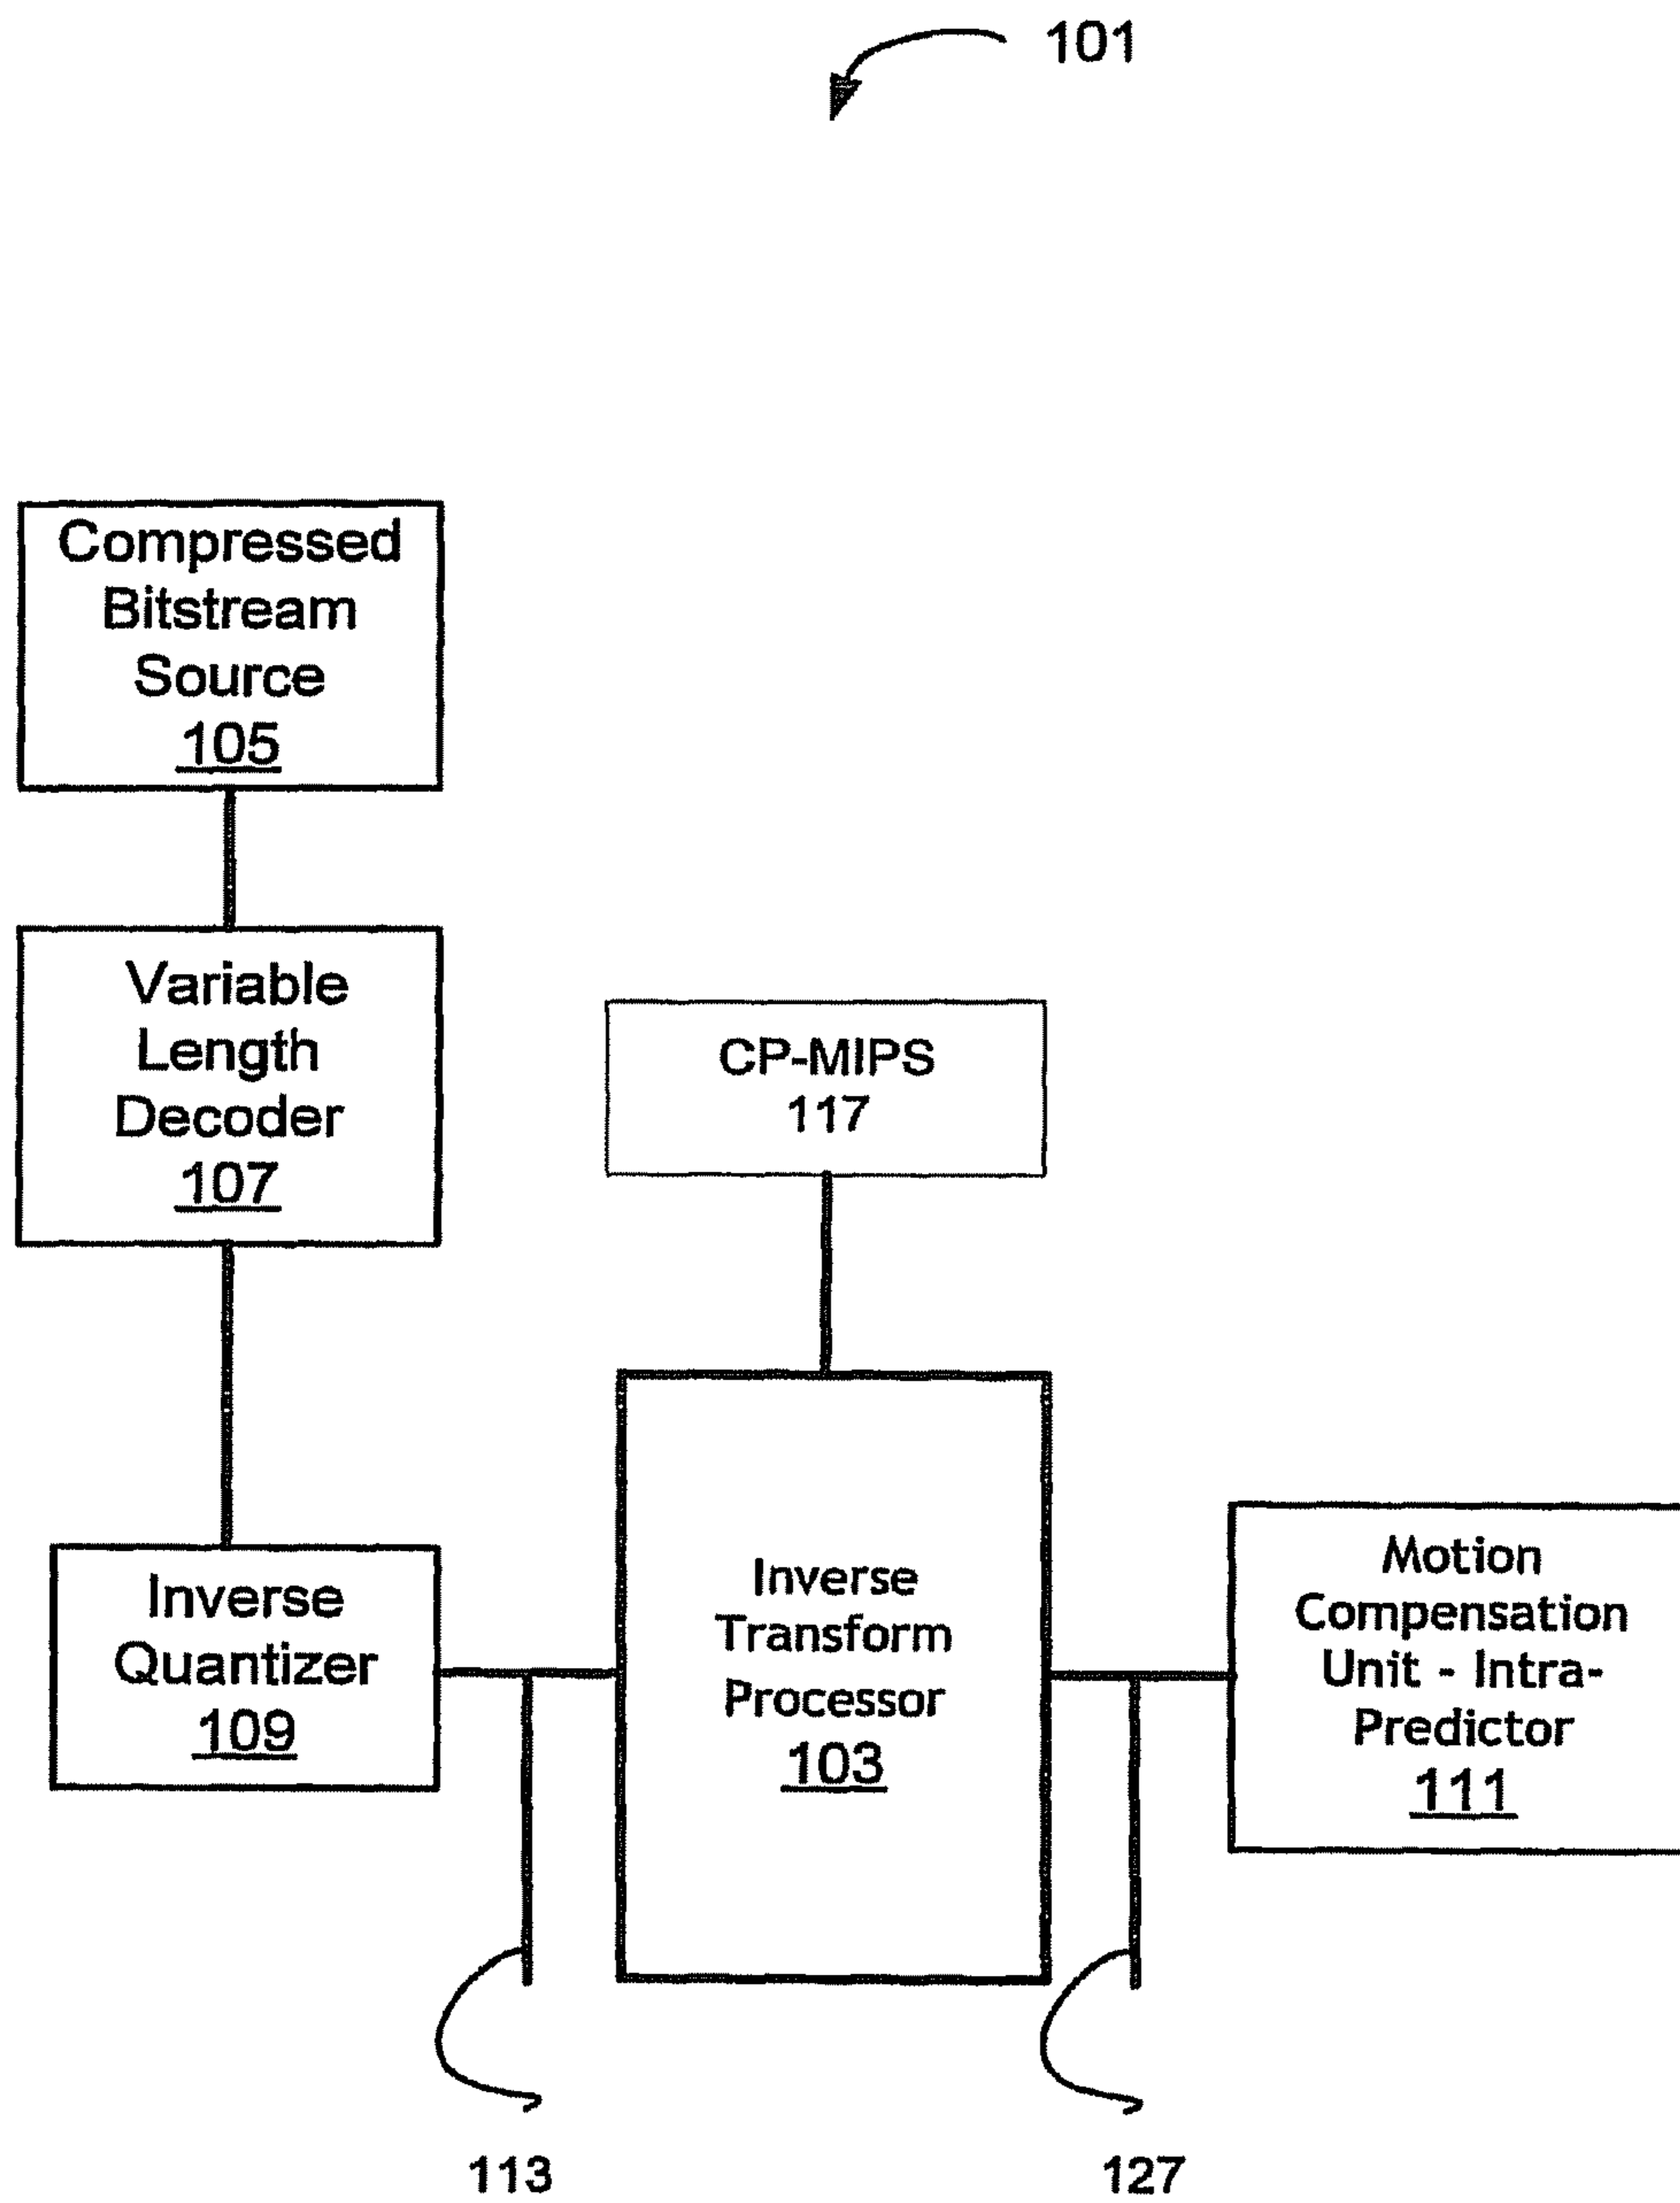 101
Compressed
Bitstream
Source
105
Variable
Length
Decoder
107
CP-MIPS
117
Inverse
Quantizer
109
Inverse
Transform
Processor
103
Motion
Compensation
Unit - Intra-
Predictor
111
113
127